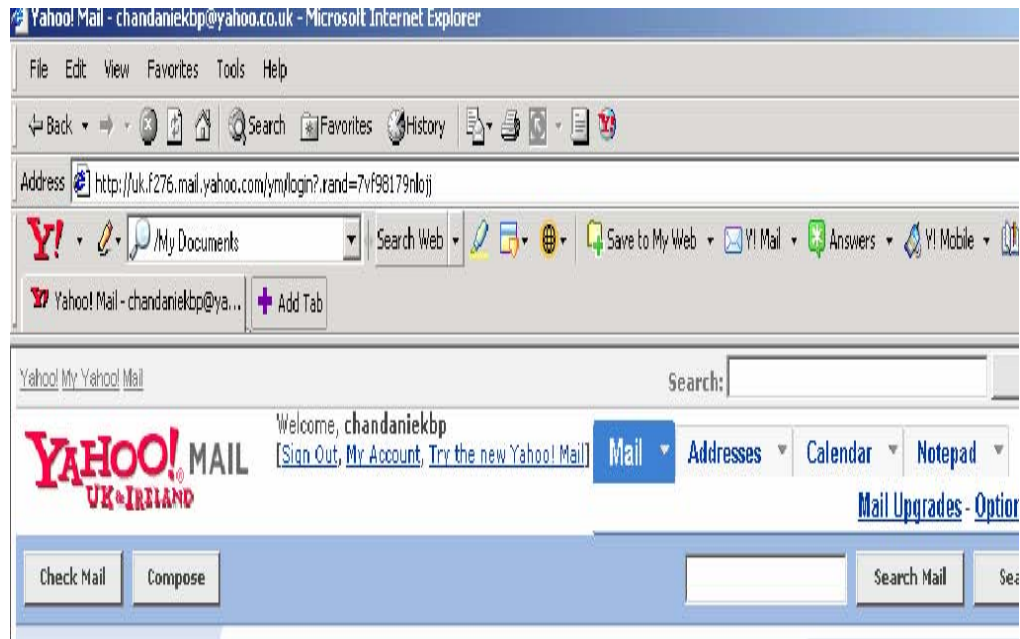 Yahoo! Mail - chandaniekbp@yahoo.co.uk - Microsoft Internet Explorer
File Edit View Favorites Tools Help
Back Search Favorites History
Address http://uk.f276.mail.yahoo.com/ym/login?.rand=7vf98179nlojj
Y! /My Documents Search Web Save to My Web Y! Mail Answers Y! Mobile
Y! Yahoo! Mail - chandaniekbp@ya... Add Tab
Yahoo! My Yahoo! Mail Search:
YAHOO! MAIL
UK & IRELAND
Welcome, chandaniekbp
[Sign Out, My Account, Try the new Yahoo! Mail]
Mail Addresses Calendar Notepad
Mail Upgrades - Option
Check Mail Compose Search Mail Sea